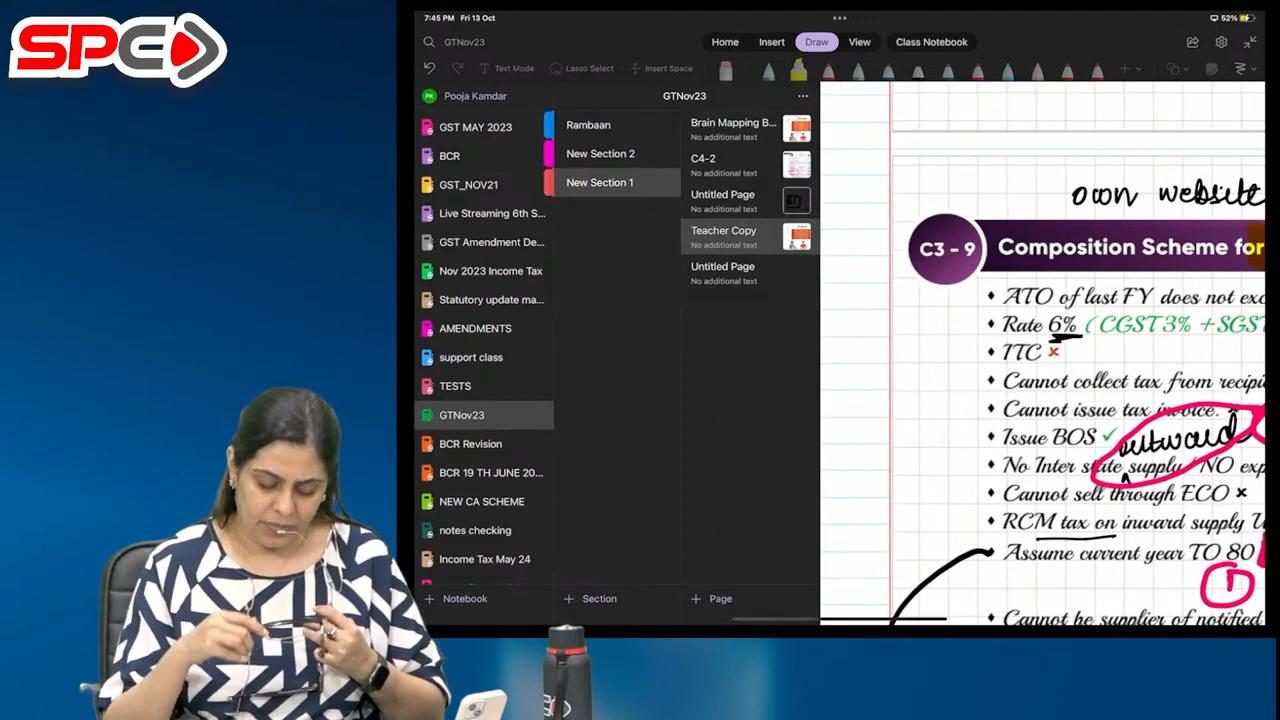 SPC
7:45 PM Fri 13 Oct
52%
GTNov23
Home
Insert
Draw
View
Class Notebook
Text Mode
Lasso Select
Insert Space
PK
Pooja Kamdar
GST MAY 2023
BCR
GST_NOV21
Live Streaming 6th S...
GST Amendment De...
Nov 2023 Income Tax
Statutory update ma...
AMENDMENTS
support class
TESTS
GTNov23
BCR Revision
BCR 19 TH JUNE 20...
NEW CA SCHEME
notes checking
Income Tax May 24
Notebook
Rambaan
New Section 2
New Section 1
Section
GTNov23
Brain Mapping B...
No additional text
C4-2
No additional text
Untitled Page
No additional text
Teacher Copy
No additional text
Untitled Page
No additional text
Page
own website
C3 - 9
Composition Scheme for
ATO of last FY does not exc
Rate 6% (CGST 3% + SGST
ITC ×
Cannot collect tax from recipi
Cannot issue tax invoice.
Issue BOS ✓
outward
No Inter state supply / NO exp
Cannot sell through ECO ×
RCM tax on inward supply U
Assume current year TO 80
1
Cannot be supplier of notified